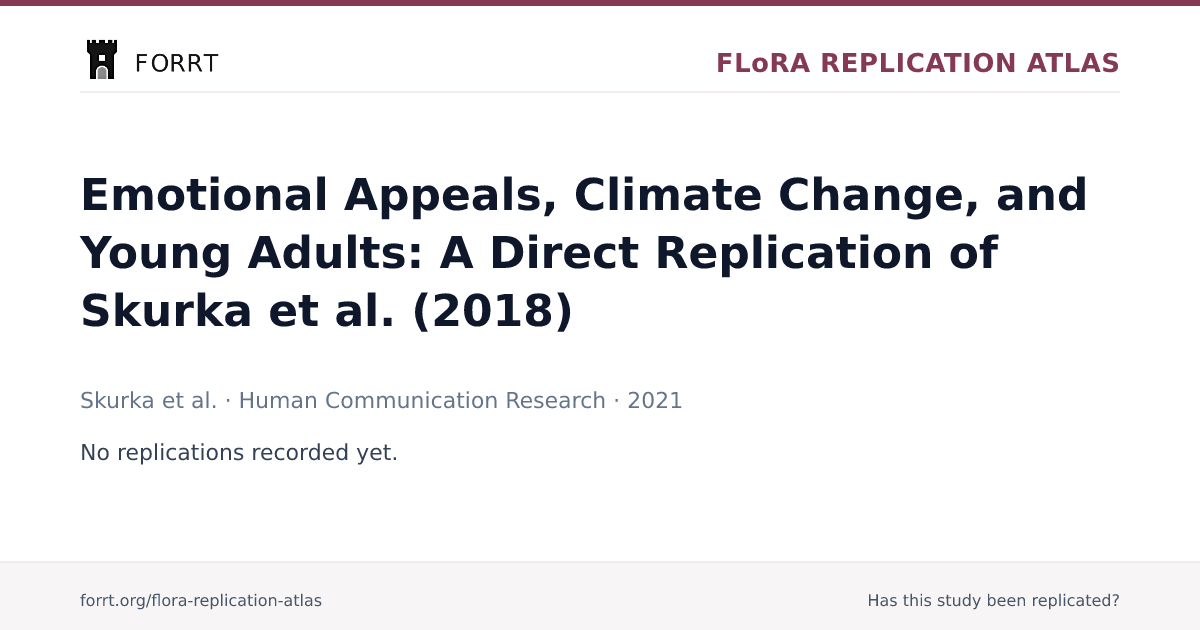 FORRT
FLoRA REPLICATION ATLAS
Emotional Appeals, Climate Change, and
Young Adults: A Direct Replication of
Skurka et al. (2018)
Skurka et al. · Human Communication Research · 2021
No replications recorded yet.
forrt.org/flora-replication-atlas
Has this study been replicated?